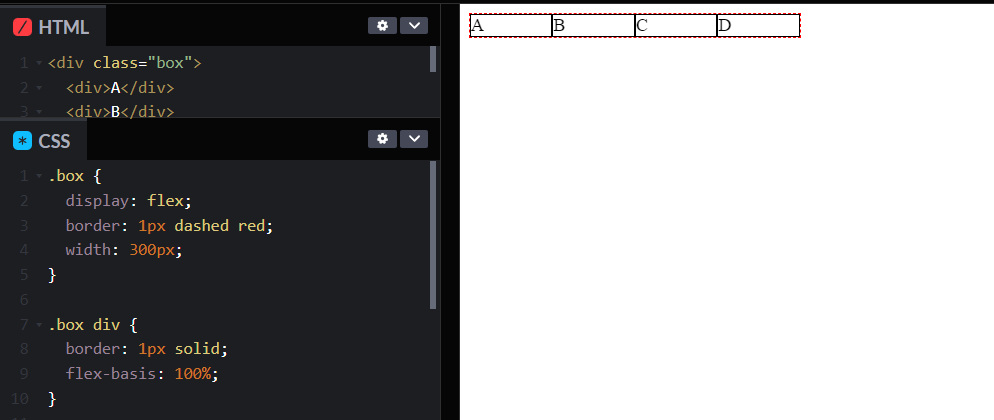 HTML
1 <div class="box">
2 <div>A</div>
3 <div>B</div>
CSS
1 .box {
2 display: flex;
3 border: 1px dashed red;
4 width: 300px;
5 }
6
7 .box div {
8 border: 1px solid;
9 flex-basis: 100%;
10 }
A B C D